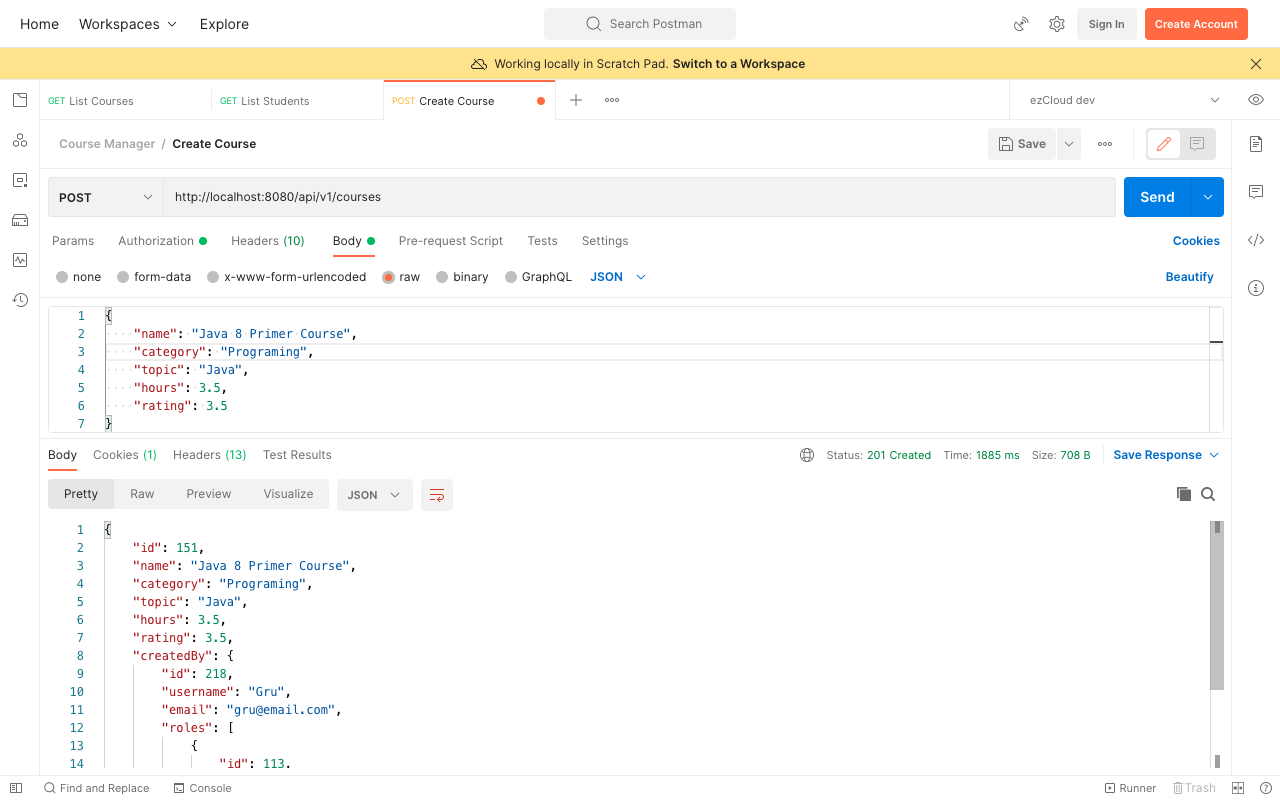 Home Workspaces Explore Search Postman Sign In Create Account
Working locally in Scratch Pad. Switch to a Workspace
GET List Courses GET List Students POST Create Course ezCloud dev
Course Manager / Create Course Save
POST http://localhost:8080/api/v1/courses Send
Params Authorization Headers (10) Body Pre-request Script Tests Settings Cookies
none form-data x-www-form-urlencoded raw binary GraphQL JSON Beautify
1 {
2 "name": "Java 8 Primer Course",
3 "category": "Programing",
4 "topic": "Java",
5 "hours": 3.5,
6 "rating": 3.5
7 }
Body Cookies (1) Headers (13) Test Results Status: 201 Created Time: 1885 ms Size: 708 B Save Response
Pretty Raw Preview Visualize JSON
1 {
2 "id": 151,
3 "name": "Java 8 Primer Course",
4 "category": "Programing",
5 "topic": "Java",
6 "hours": 3.5,
7 "rating": 3.5,
8 "createdBy": {
9 "id": 218,
10 "username": "Gru",
11 "email": "gru@email.com",
12 "roles": [
13 {
14 "id": 113,
Find and Replace Console Runner Trash